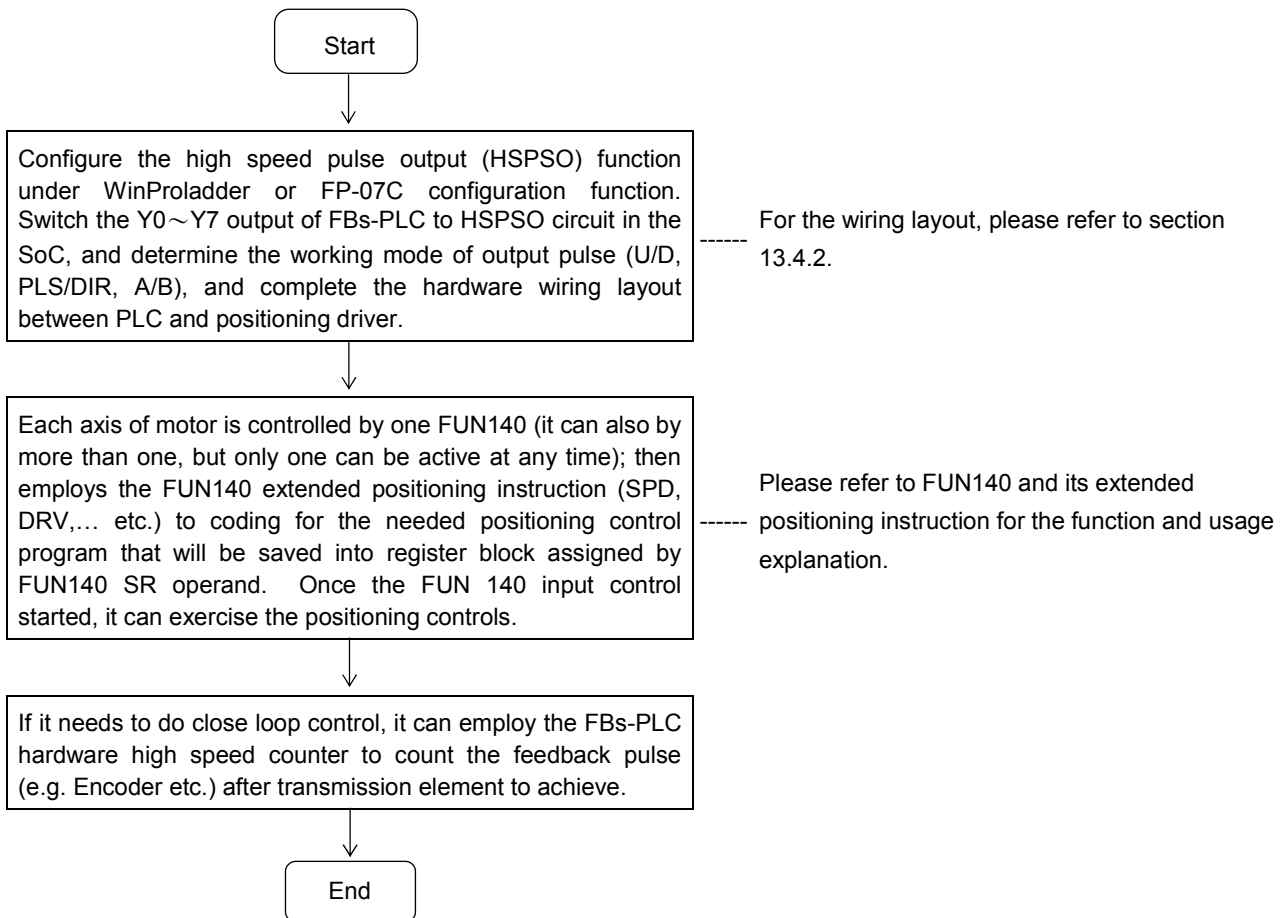 Start
Configure the high speed pulse output (HSPSO) function
under WinProladder or FP-07C configuration function.
Switch the Y0～Y7 output of FBs-PLC to HSPSO circuit in the
SoC, and determine the working mode of output pulse (U/D,
PLS/DIR, A/B), and complete the hardware wiring layout
between PLC and positioning driver.
------ For the wiring layout, please refer to section
13.4.2.
Each axis of motor is controlled by one FUN140 (it can also by
more than one, but only one can be active at any time); then
employs the FUN140 extended positioning instruction (SPD,
DRV,… etc.) to coding for the needed positioning control
program that will be saved into register block assigned by
FUN140 SR operand. Once the FUN 140 input control
started, it can exercise the positioning controls.
Please refer to FUN140 and its extended
------ positioning instruction for the function and usage
explanation.
If it needs to do close loop control, it can employ the FBs-PLC
hardware high speed counter to count the feedback pulse
(e.g. Encoder etc.) after transmission element to achieve.
End